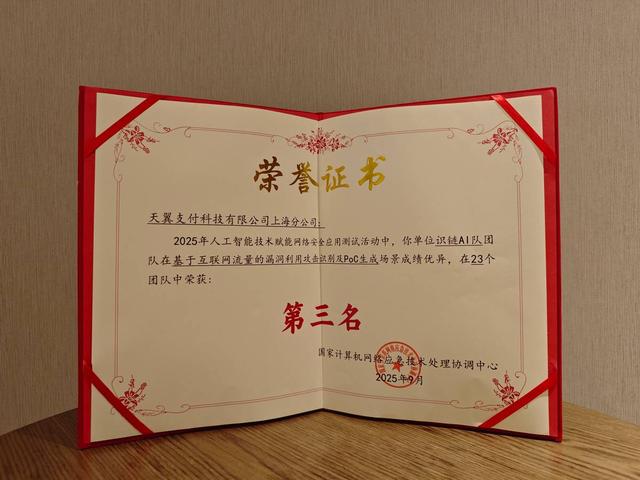 荣誉证书
天翼支付科技有限公司上海分公司:
2025年人工智能技术赋能网络安全应用测试活动中，你单位识链AI队团
队在基于互联网流量的漏洞利用攻击识别及PoC生成场景成绩优异，在23个
团队中荣获:
第三名
国家计算机网络应急技术处理协调中心
2025年9月